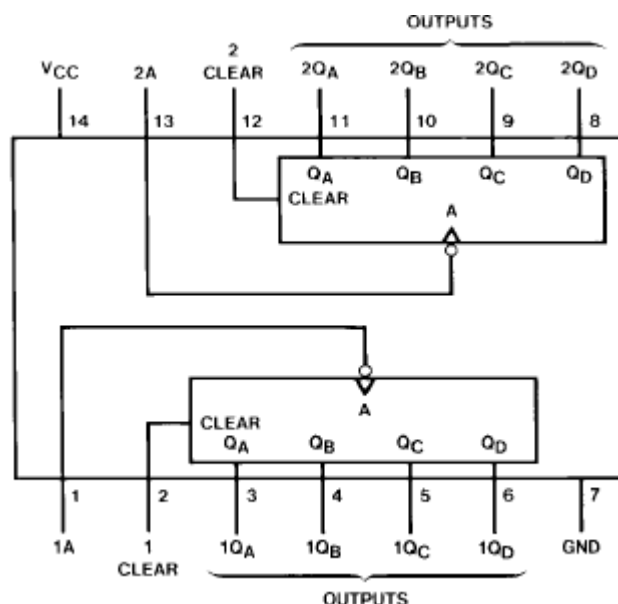 OUTPUTS
VCC 2A 2 CLEAR 2QA 2QB 2QC 2QD
14 13 12 11 10 9 8
QA QB QC QD
CLEAR
A
A
CLEAR
QA QB QC QD
1 2 3 4 5 6 7
1A 1 CLEAR 1QA 1QB 1QC 1QD GND
OUTPUTS